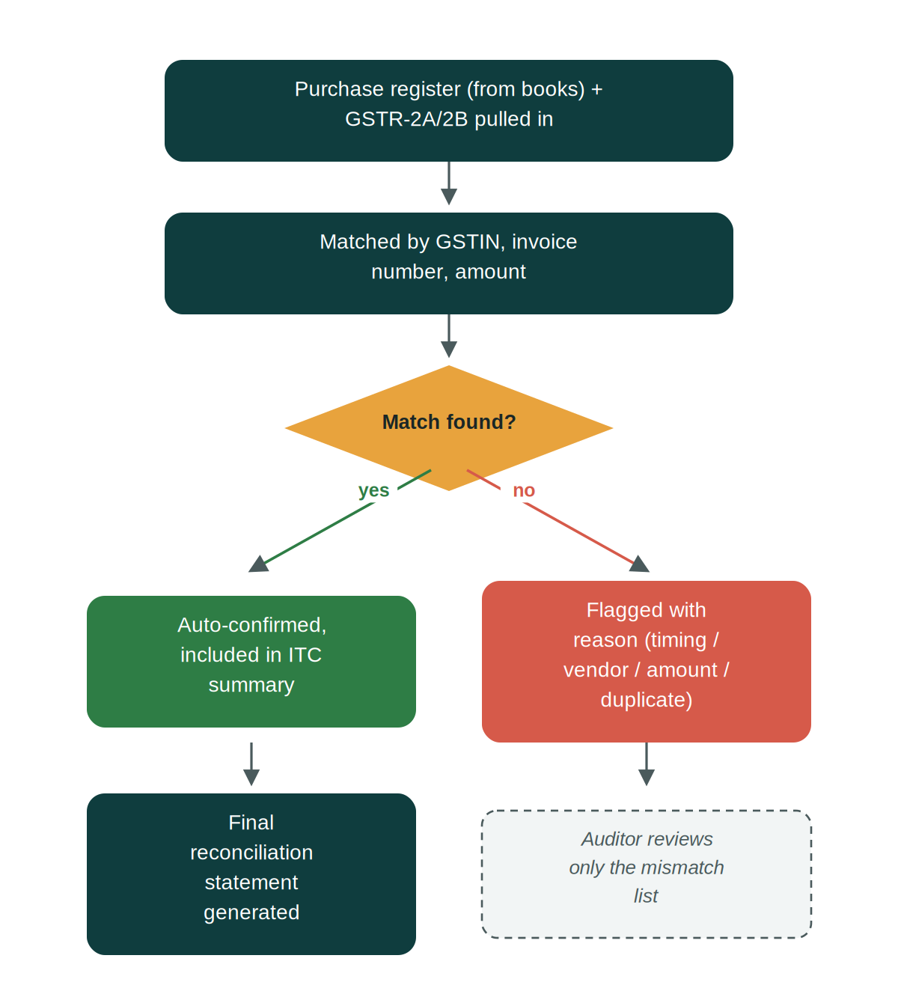 Purchase register (from books) +
GSTR-2A/2B pulled in
Matched by GSTIN, invoice
number, amount
Match found?
yes
no
Auto-confirmed,
included in ITC
summary
Flagged with
reason (timing /
vendor / amount /
duplicate)
Final
reconciliation
statement
generated
Auditor reviews
only the mismatch
list